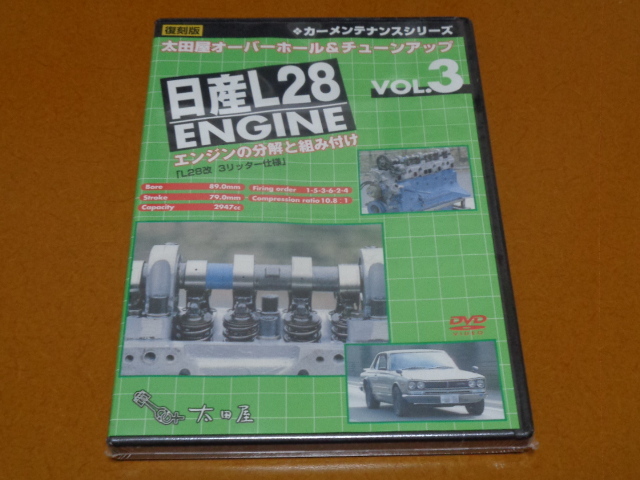 復刻版
❖カーメンテナンスシリーズ
太田屋オーバーホール＆チューンアップ
日産L28
ENGINE
VOL.3
エンジンの分解と組み付け
「L28改 3リッター仕様」
Bore 89.0mm
Firing order 1-5-3-6-2-4
Stroke 79.0mm
Compression ratio 10.8：1
Capacity 2947cc
DVD
太田屋